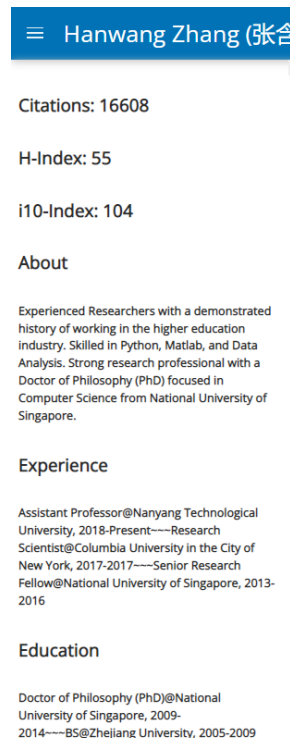 Hanwang Zhang (张含
Citations: 16608
H-Index: 55
i10-Index: 104
About
Experienced Researchers with a demonstrated
history of working in the higher education
industry. Skilled in Python, Matlab, and Data
Analysis. Strong research professional with a
Doctor of Philosophy (PhD) focused in
Computer Science from National University of
Singapore.
Experience
Assistant Professor@Nanyang Technological
University, 2018-Present~~~Research
Scientist@Columbia University in the City of
New York, 2017-2017~~~Senior Research
Fellow@National University of Singapore, 2013-
2016
Education
Doctor of Philosophy (PhD)@National
University of Singapore, 2009-
2014~~~BS@Zhejiang University, 2005-2009